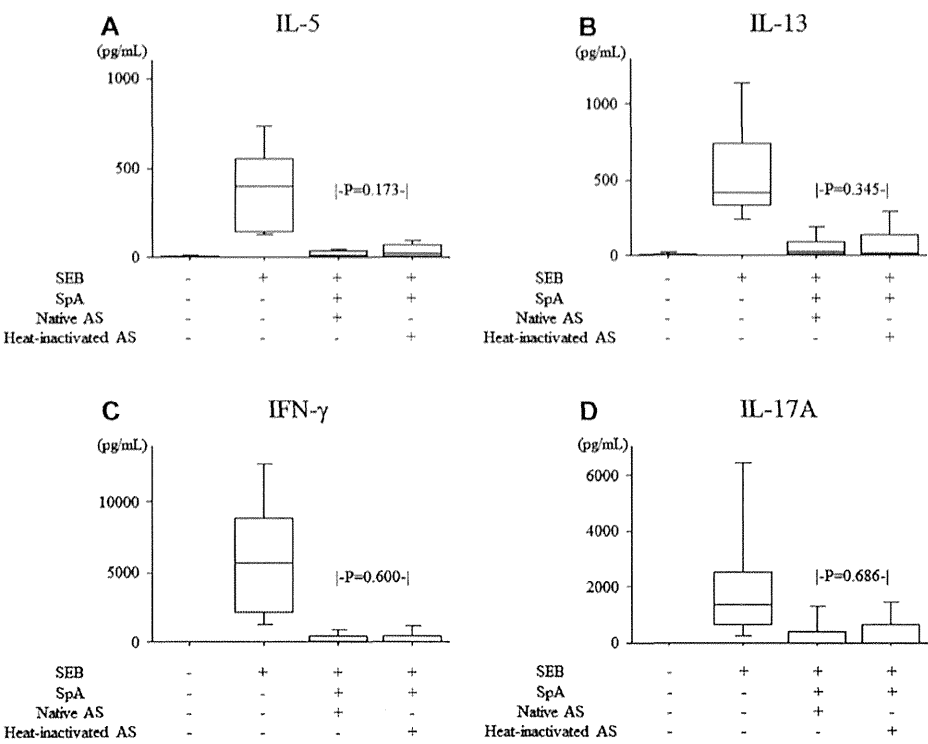 A IL-5
(pg/mL)
1000
500
0
|-P=0.173-|
SEB - + + +
SpA - - + +
Native AS - - + -
Heat-inactivated AS - - - +
B IL-13
(pg/mL)
1000
500
0
|-P=0.345-|
SEB - + + +
SpA - - + +
Native AS - - + -
Heat-inactivated AS - - - +
C IFN-γ
(pg/mL)
10000
5000
0
|-P=0.600-|
SEB - + + +
SpA - - + +
Native AS - - + -
Heat-inactivated AS - - - +
D IL-17A
(pg/mL)
6000
4000
2000
0
|-P=0.686-|
SEB - + + +
SpA - - + +
Native AS - - + -
Heat-inactivated AS - - - +